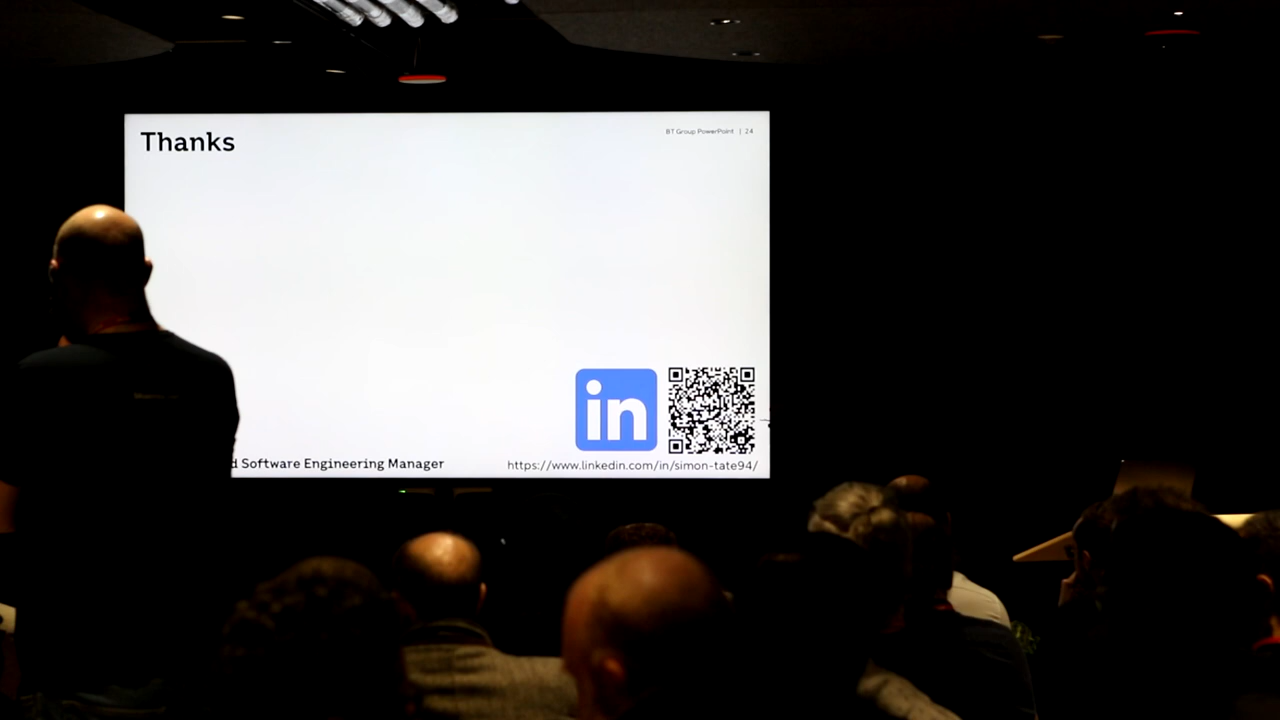 Thanks
BT Group PowerPoint | 24
in
d Software Engineering Manager
https://www.linkedin.com/in/simon-tate94/